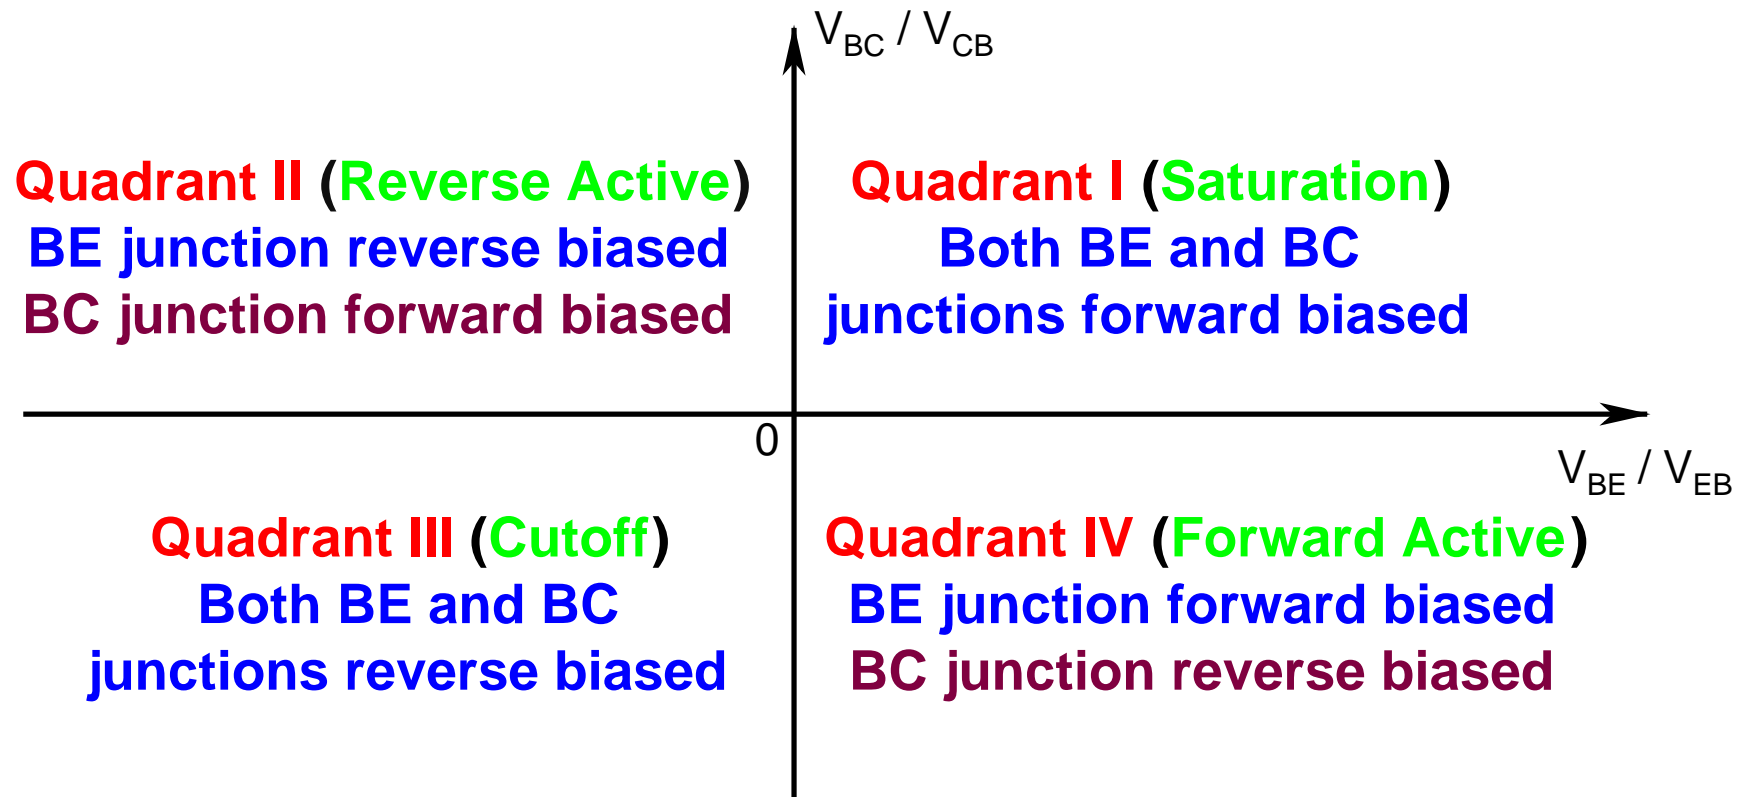 V_BC / V_CB
Quadrant II (Reverse Active)
BE junction reverse biased
BC junction forward biased
Quadrant I (Saturation)
Both BE and BC
junctions forward biased
0
V_BE / V_EB
Quadrant III (Cutoff)
Both BE and BC
junctions reverse biased
Quadrant IV (Forward Active)
BE junction forward biased
BC junction reverse biased